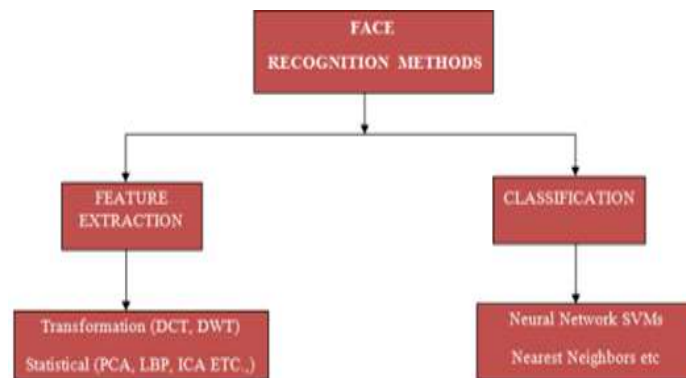 FACE
RECOGNITION METHODS
FEATURE
EXTRACTION
CLASSIFICATION
Transformation (DCT, DWT)
Statistical (PCA, LBP, ICA ETC.,)
Neural Network SVMs
Nearest Neighbors etc